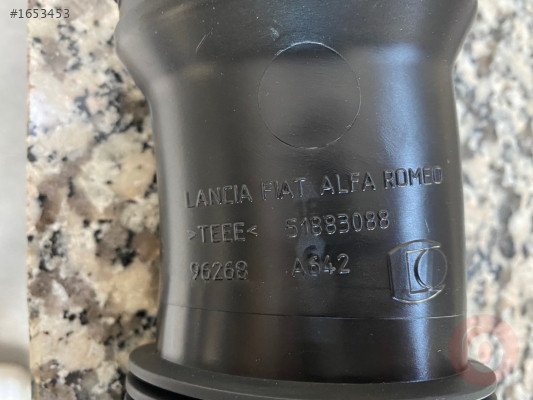 #1653453
LANCIA FIAT ALFA ROMEO
>TEEE< 51883088
96268 A642